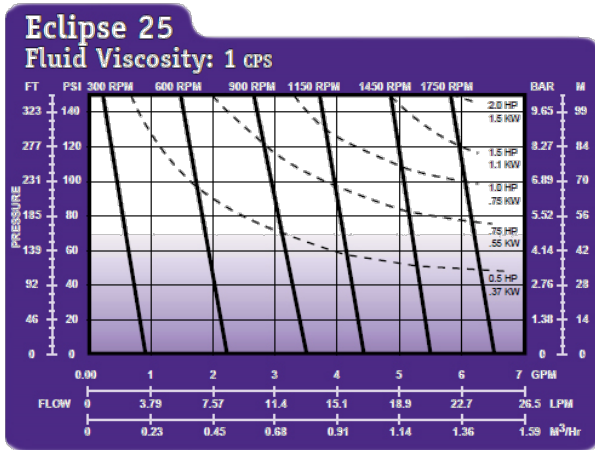 Eclipse 25
Fluid Viscosity: 1 CPS
FT PSI 300 RPM 600 RPM 900 RPM 1150 RPM 1450 RPM 1750 RPM BAR M
323 140 2.0 HP 9.65 99
1.5 KW
277 120 1.5 HP 8.27 84
1.1 KW
231 100 1.0 HP 6.89 70
.75 KW
185 80 5.52 56
.75 HP
.55 KW
139 60 4.14 42
92 40 0.5 HP 2.76 28
.37 KW
46 20 1.38 14
0 0 0 0
PRESSURE
0.00 1 2 3 4 5 6 7 GPM
FLOW 0 3.79 7.57 11.4 15.1 18.9 22.7 26.5 LPM
0 0.23 0.45 0.68 0.91 1.14 1.36 1.59 M³/Hr